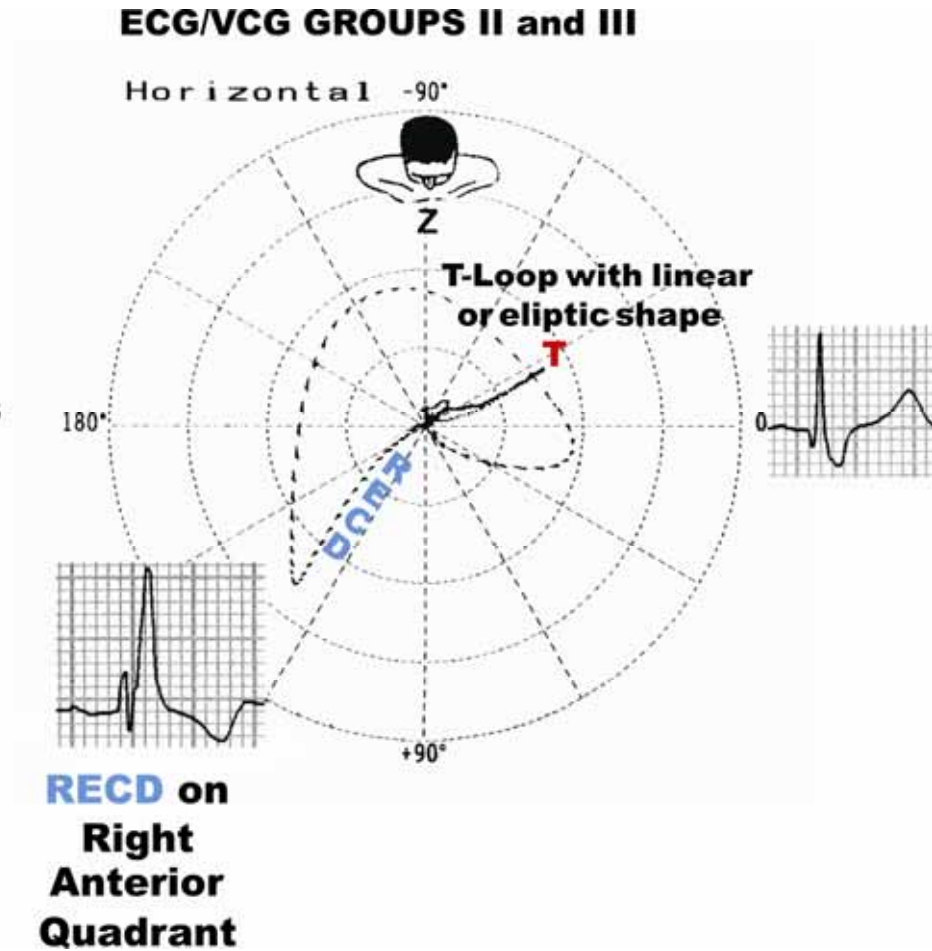 ECG/VCG GROUPS II and III
Horizontal -90°
Z
T-Loop with linear
or eliptic shape
T
180°
0
RECD
+90°
RECD on
Right
Anterior
Quadrant